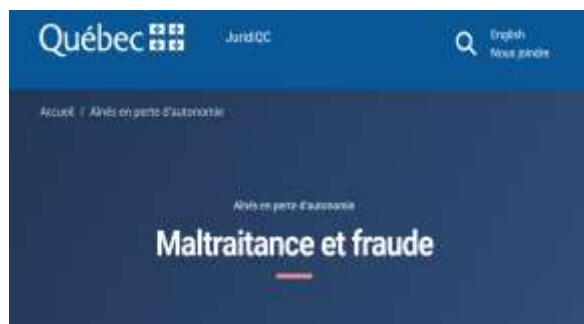 Québec
JuridiQC
English
Nous joindre
Accueil / Aînés en perte d'autonomie
Aînés en perte d'autonomie
Maltraitance et fraude